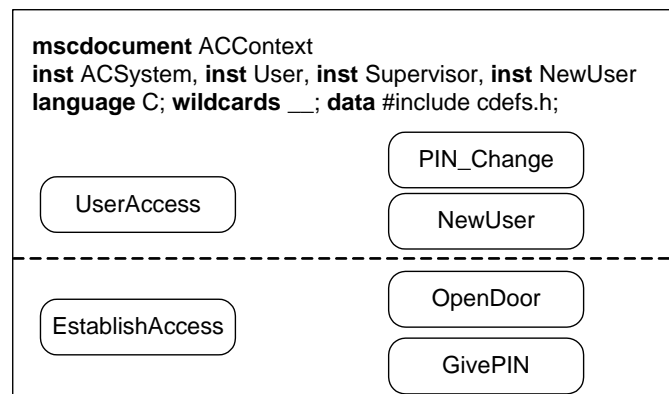 mscdocument ACContext
inst ACSystem, inst User, inst Supervisor, inst NewUser
language C; wildcards __; data #include cdefs.h;
PIN_Change
UserAccess
NewUser
OpenDoor
EstablishAccess
GivePIN